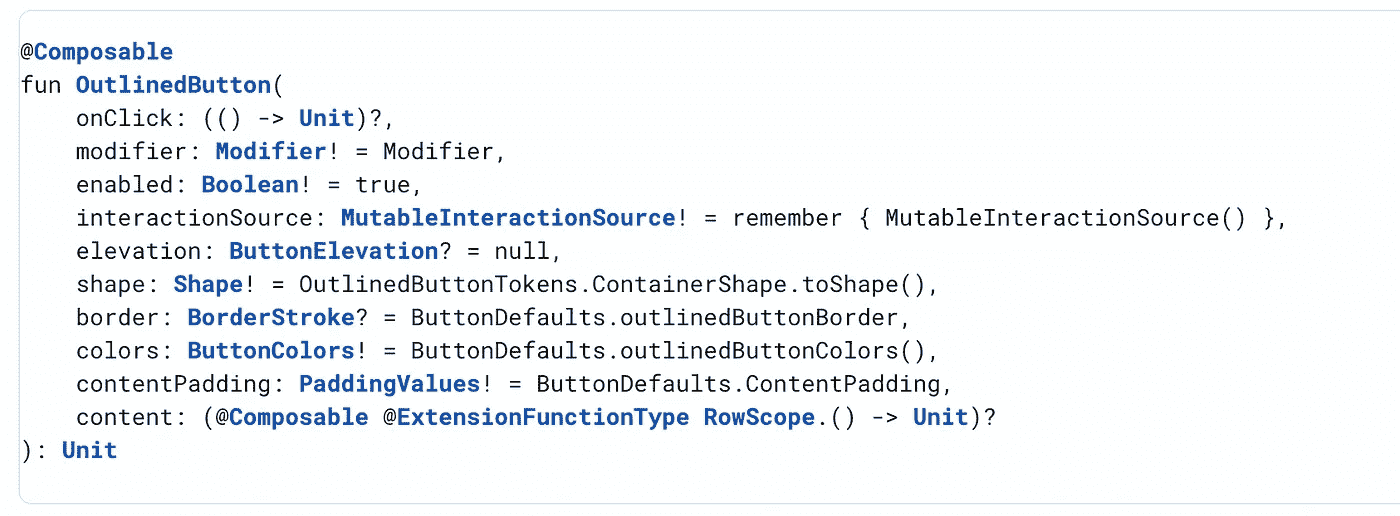 @Composable
fun OutlinedButton(
    onClick: (() -> Unit)?,
    modifier: Modifier! = Modifier,
    enabled: Boolean! = true,
    interactionSource: MutableInteractionSource! = remember { MutableInteractionSource() },
    elevation: ButtonElevation? = null,
    shape: Shape! = OutlinedButtonTokens.ContainerShape.toShape(),
    border: BorderStroke? = ButtonDefaults.outlinedButtonBorder,
    colors: ButtonColors! = ButtonDefaults.outlinedButtonColors(),
    contentPadding: PaddingValues! = ButtonDefaults.ContentPadding,
    content: (@Composable @ExtensionFunctionType RowScope.() -> Unit)?
): Unit